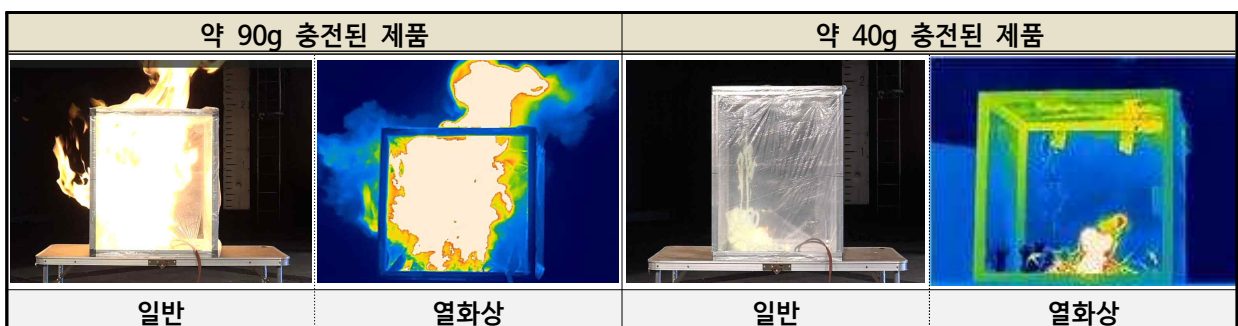 약 90g 충전된 제품
약 40g 충전된 제품
일반
열화상
일반
열화상